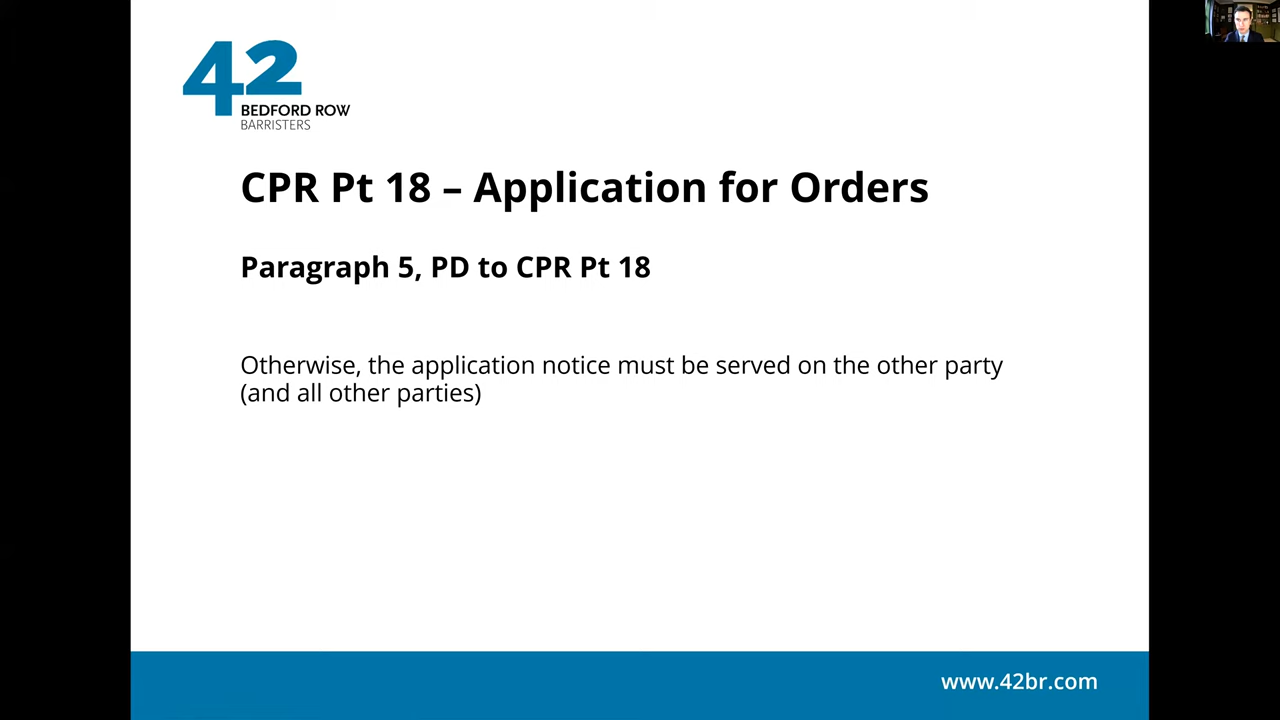 42
BEDFORD ROW
BARRISTERS
CPR Pt 18 – Application for Orders
Paragraph 5, PD to CPR Pt 18
Otherwise, the application notice must be served on the other party
(and all other parties)
www.42br.com